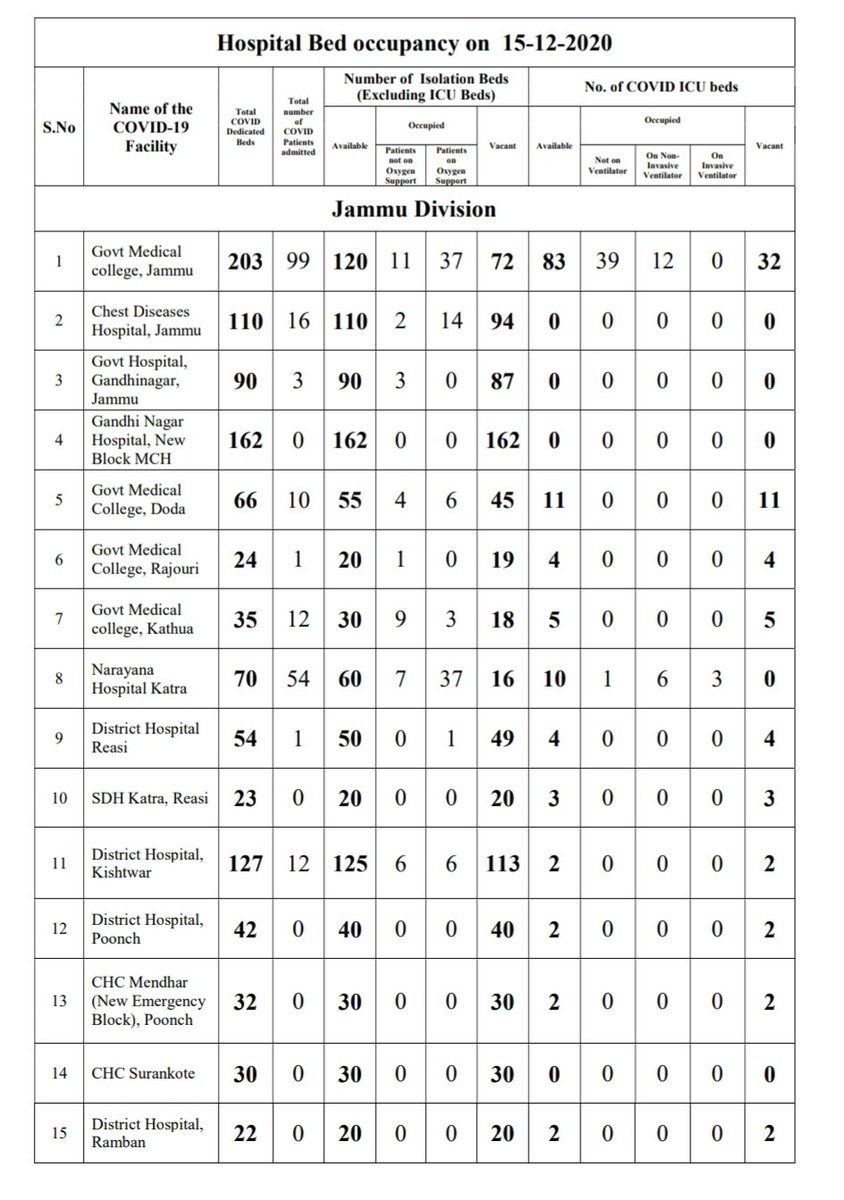 Hospital Bed occupancy on 15-12-2020
S.No
Name of the
COVID-19
Facility
Total
COVID
Dedicated
Beds
Total
number
of
COVID
Patients
admitted
Number of Isolation Beds
(Excluding ICU Beds)
No. of COVID ICU beds
Available
Occupied
Vacant
Available
Occupied
Vacant
Patients
not on
Oxygen
Support
Patients
on
Oxygen
Support
Not on
Ventilator
On Non-
Invasive
Ventilator
On
Invasive
Ventilator
Jammu Division
1 Govt Medical
college, Jammu 203 99 120 11 37 72 83 39 12 0 32
2 Chest Diseases
Hospital, Jammu 110 16 110 2 14 94 0 0 0 0 0
3 Govt Hospital,
Gandhinagar,
Jammu 90 3 90 3 0 87 0 0 0 0 0
4 Gandhi Nagar
Hospital, New
Block MCH 162 0 162 0 0 162 0 0 0 0 0
5 Govt Medical
College, Doda 66 10 55 4 6 45 11 0 0 0 11
6 Govt Medical
College, Rajouri 24 1 20 1 0 19 4 0 0 0 4
7 Govt Medical
college, Kathua 35 12 30 9 3 18 5 0 0 0 5
8 Narayana
Hospital Katra 70 54 60 7 37 16 10 1 6 3 0
9 District Hospital
Reasi 54 1 50 0 1 49 4 0 0 0 4
10 SDH Katra, Reasi 23 0 20 0 0 20 3 0 0 0 3
11 District Hospital,
Kishtwar 127 12 125 6 6 113 2 0 0 0 2
12 District Hospital,
Poonch 42 0 40 0 0 40 2 0 0 0 2
13 CHC Mendhar
(New Emergency
Block), Poonch 32 0 30 0 0 30 2 0 0 0 2
14 CHC Surankote 30 0 30 0 0 30 0 0 0 0 0
15 District Hospital,
Ramban 22 0 20 0 0 20 2 0 0 0 2